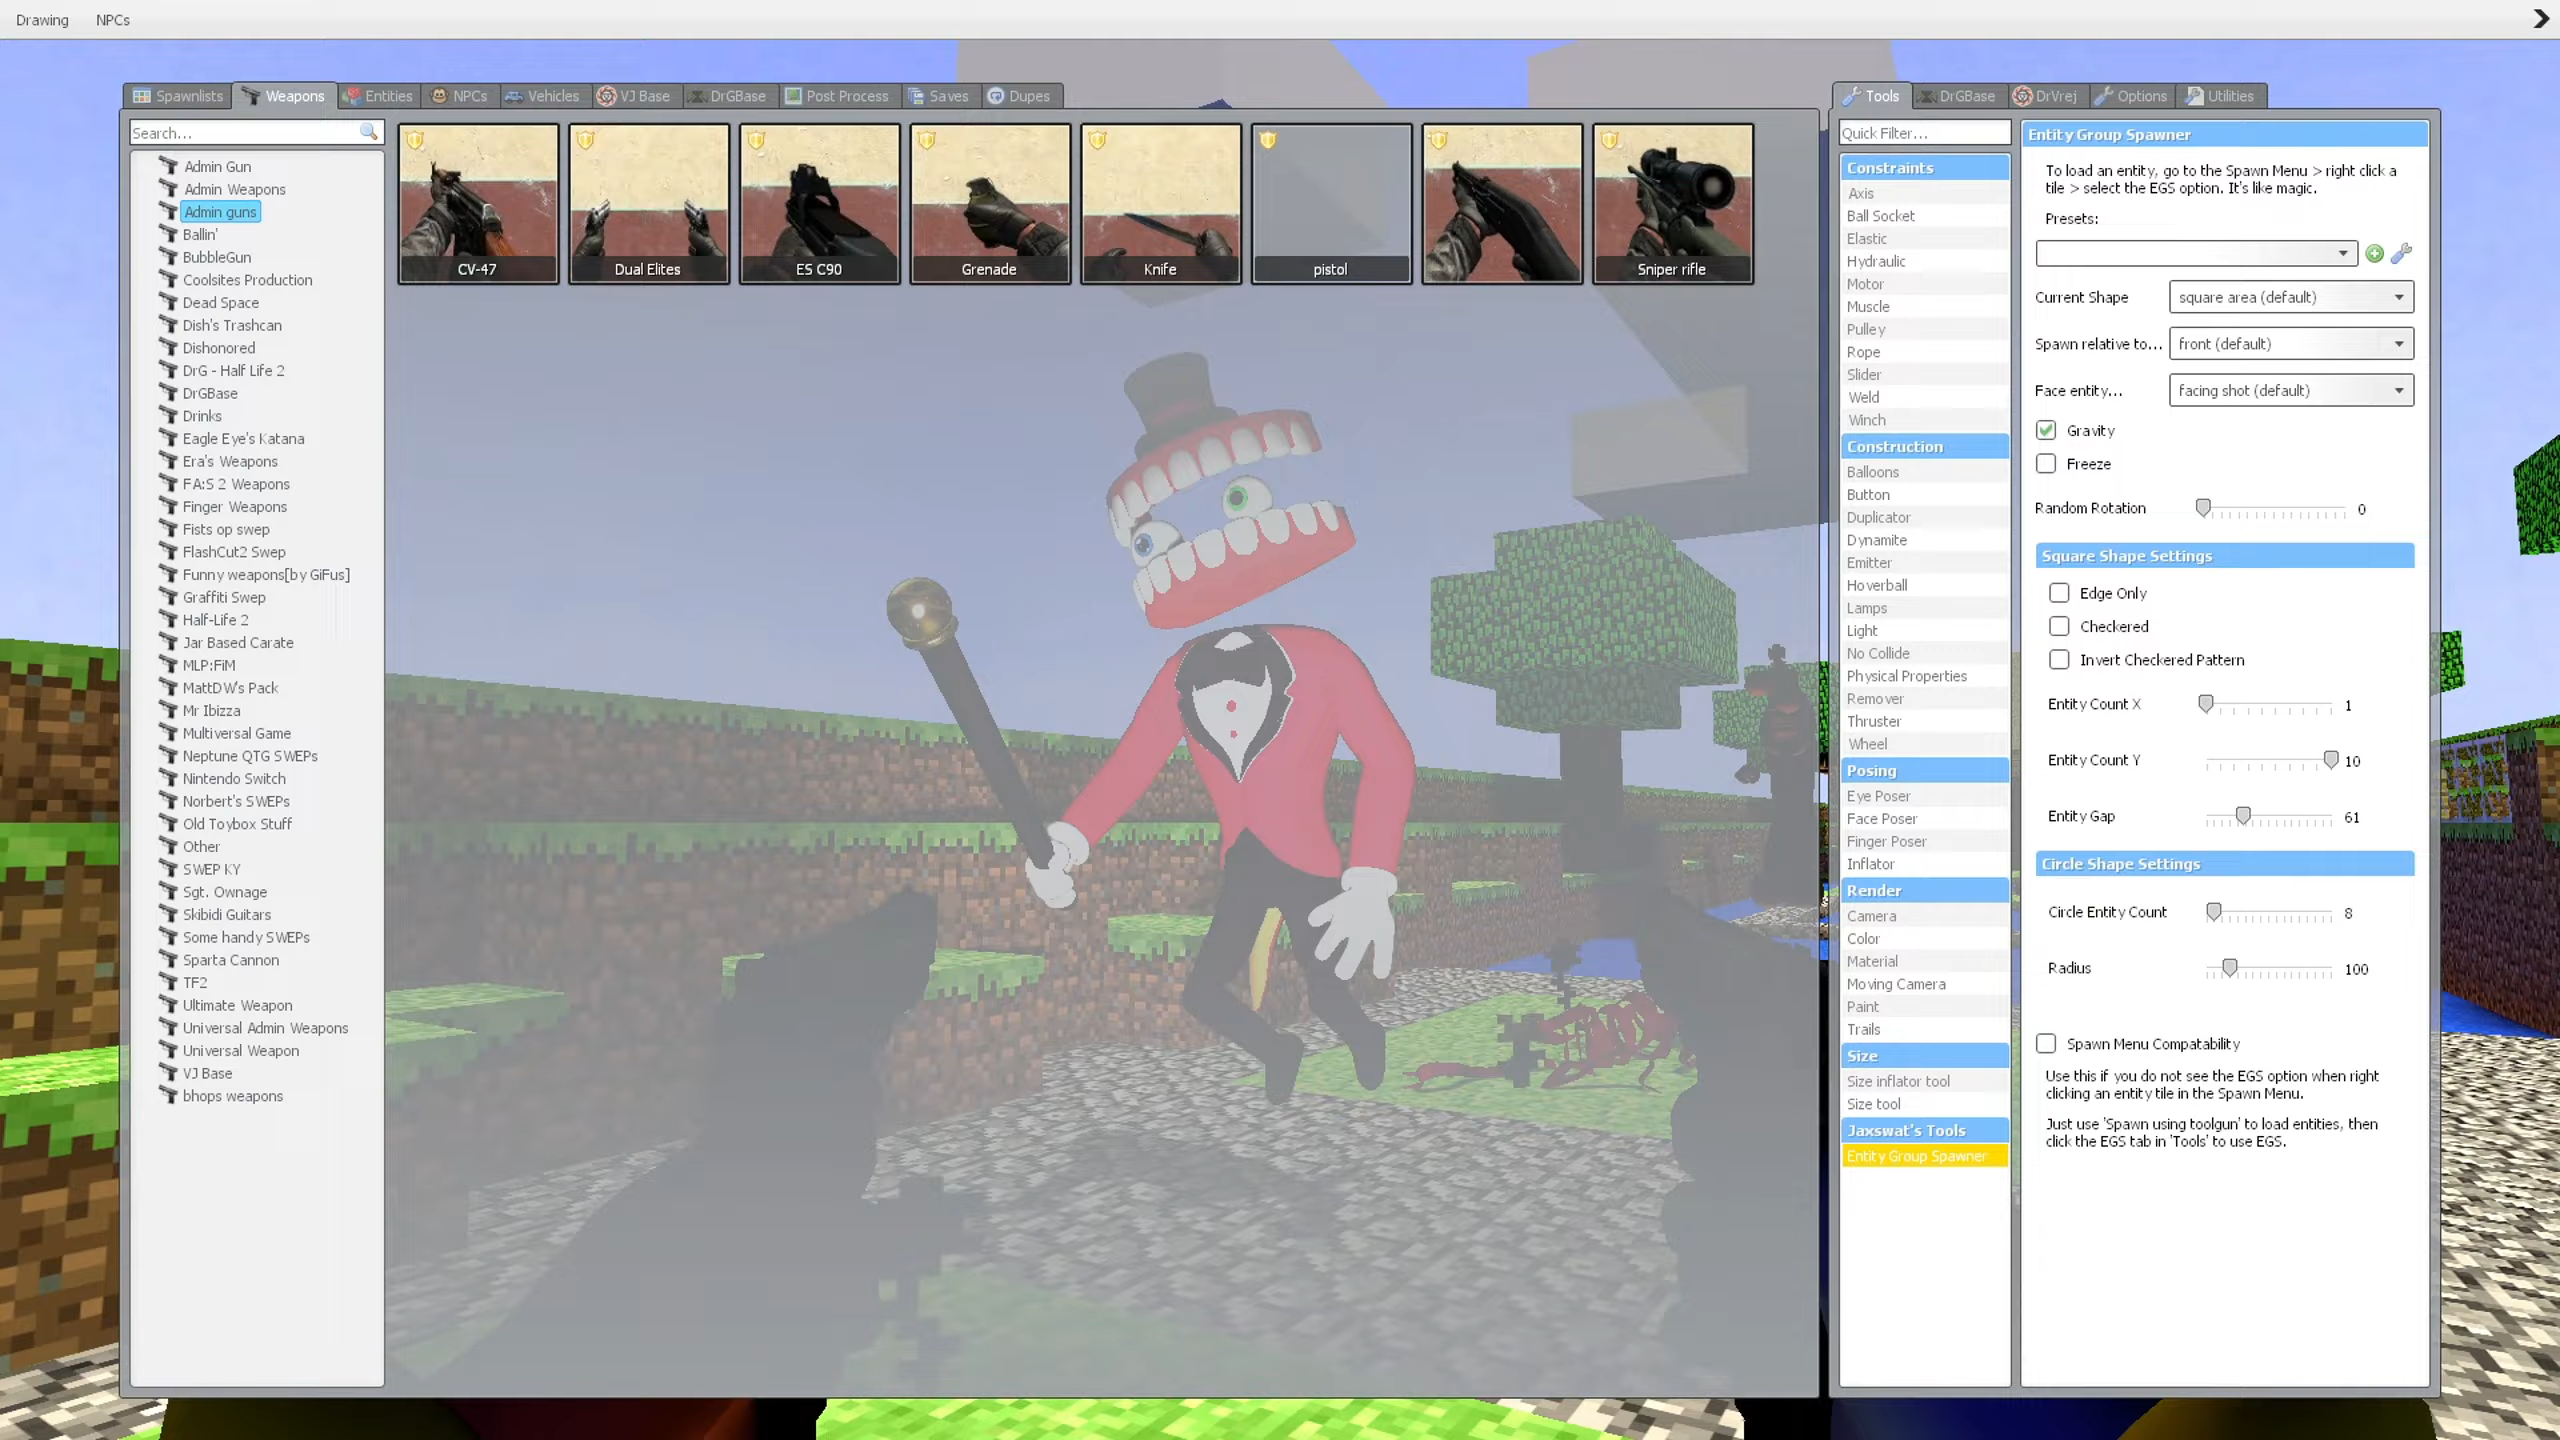 Drawing NPCs
Spawnlists Weapons Entities NPCs Vehicles VJ Base DrGBase Post Process Saves Dupes
Search...
Admin Gun
Admin Weapons
Admin guns
Ballin'
BubbleGun
Coolsites Production
Dead Space
Dish's Trashcan
Dishonored
DrG - Half Life 2
DrGBase
Drinks
Eagle Eye's Katana
Era's Weapons
FA:S 2 Weapons
Finger Weapons
Fists op swep
FlashCut2 Swep
Funny weapons[by GiFus]
Graffiti Swep
Half-Life 2
Jar Based Carate
MLP:FiM
MattDW's Pack
Mr Ibizza
Multiversal Game
Neptune QTG SWEPs
Nintendo Switch
Norbert's SWEPs
Old Toybox Stuff
Other
SWEP KY
Sgt. Ownage
Skibidi Guitars
Some handy SWEPs
Sparta Cannon
TF2
Ultimate Weapon
Universal Admin Weapons
Universal Weapon
VJ Base
bhops weapons
CV-47 Dual Elites ES C90 Grenade Knife pistol Sniper rifle
Tools DrGBase DrVrej Options Utilities
Quick Filter...
Constraints
Axis
Ball Socket
Elastic
Hydraulic
Motor
Muscle
Pulley
Rope
Slider
Weld
Winch
Construction
Balloons
Button
Duplicator
Dynamite
Emitter
Hoverball
Lamps
Light
No Collide
Physical Properties
Remover
Thruster
Wheel
Posing
Eye Poser
Face Poser
Finger Poser
Inflator
Render
Camera
Color
Material
Moving Camera
Paint
Trails
Size
Size inflator tool
Size tool
Jaxswat's Tools
Entity Group Spawner
Entity Group Spawner
To load an entity, go to the Spawn Menu > right click a
tile > select the EGS option. It's like magic.
Presets:
Current Shape square area (default)
Spawn relative to... front (default)
Face entity... facing shot (default)
Gravity
Freeze
Random Rotation 0
Square Shape Settings
Edge Only
Checkered
Invert Checkered Pattern
Entity Count X 1
Entity Count Y 10
Entity Gap 61
Circle Shape Settings
Circle Entity Count 8
Radius 100
Spawn Menu Compatability
Use this if you do not see the EGS option when right
clicking an entity tile in the Spawn Menu.
Just use 'Spawn using toolgun' to load entities, then
click the EGS tab in 'Tools' to use EGS.